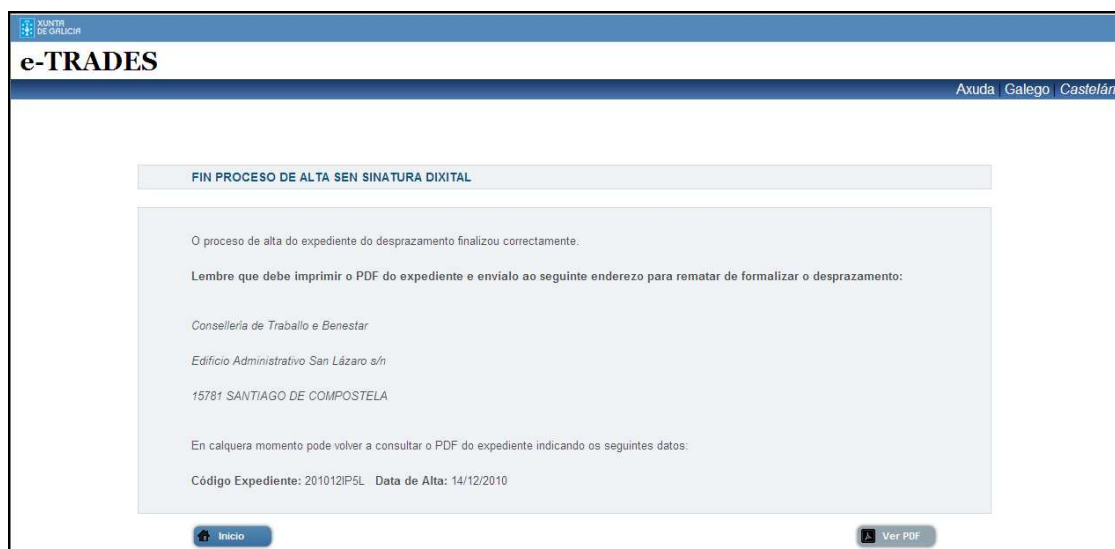 XUNTA
DE GALICIA
e-TRADES
Axuda | Galego | Castelán
FIN PROCESO DE ALTA SEN SINATURA DIXITAL
O proceso de alta do expediente do desprazamento finalizou correctamente.
Lembre que debe imprimir o PDF do expediente e envialo ao seguinte enderezo para rematar de formalizar o desprazamento:
Conselleria de Traballo e Benestar
Edificio Administrativo San Lázaro s/n
15781 SANTIAGO DE COMPOSTELA
En calquera momento pode volver a consultar o PDF do expediente indicando os seguintes datos:
Código Expediente: 201012IP5L Data de Alta: 14/12/2010
Inicio
Ver PDF